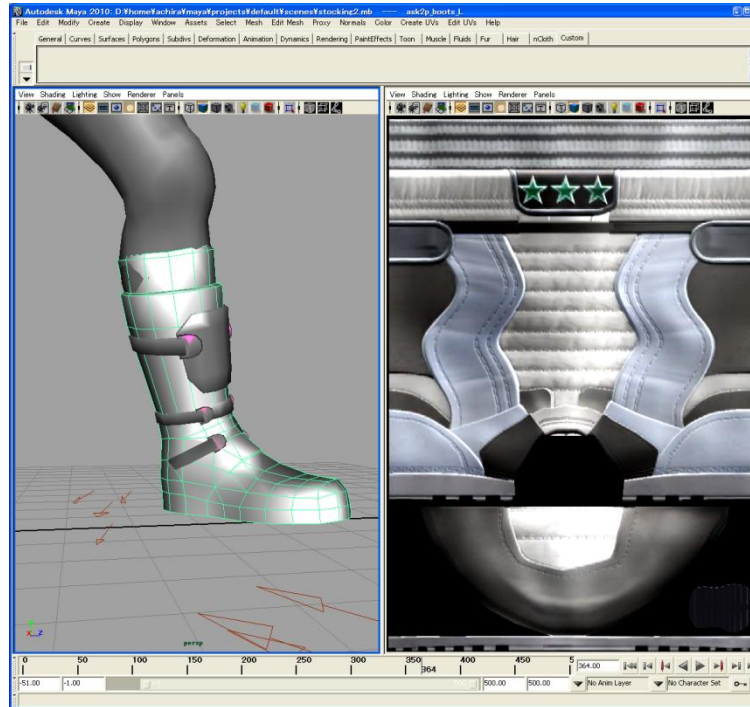 Autodesk Maya 2010: D:¥home¥achira¥maya¥projects¥default¥scenes¥stocking2.mb --- ask2p_boots_l.
File Edit Modify Create Display Window Assets Select Mesh Edit Mesh Proxy Normals Color Create UVs Edit UVs Help
General Curves Surfaces Polygons Subdivs Deformation Animation Dynamics Rendering PaintEffects Toon Muscle Fluids Fur Hair nCloth Custom
View Shading Lighting Show Renderer Panels
View Shading Lighting Show Renderer Panels
persp
0 50 100 150 200 250 300 350 364 400 450 5
364.00
-51.00 -1.00 500.00 500.00 No Anim Layer No Character Set